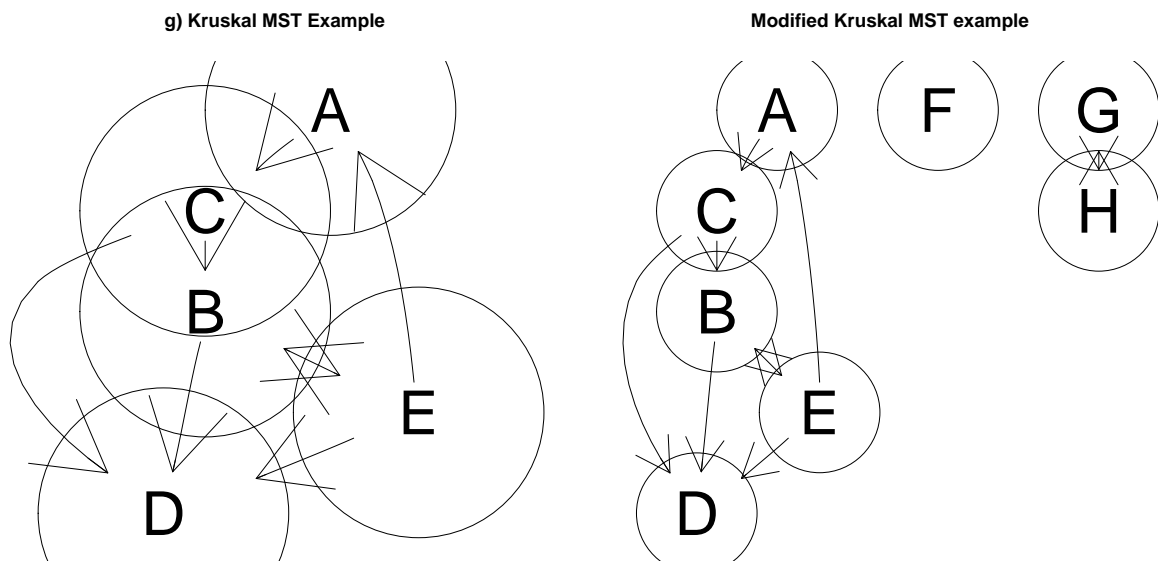 g) Kruskal MST Example
A
C
B
E
D
Modified Kruskal MST example
A
F
G
C
H
B
E
D